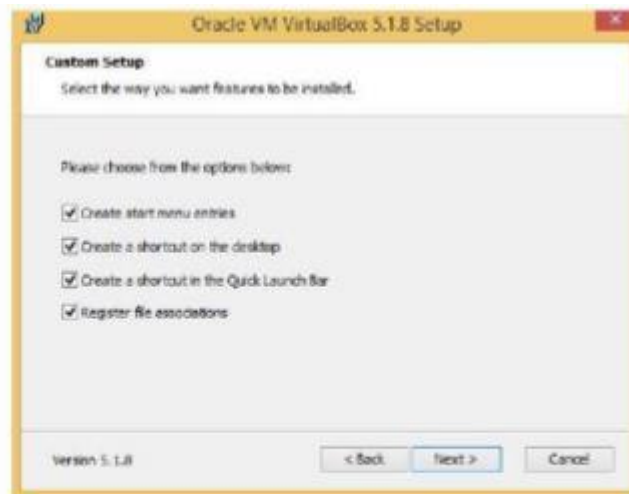 Oracle VM VirtualBox 5.1.8 Setup
Custom Setup
Select the way you want features to be installed.
Please choose from the options below:
Create start menu entries
Create a shortcut on the desktop
Create a shortcut in the Quick Launch Bar
Register file associations
Version 5.1.8
< Back
Next >
Cancel